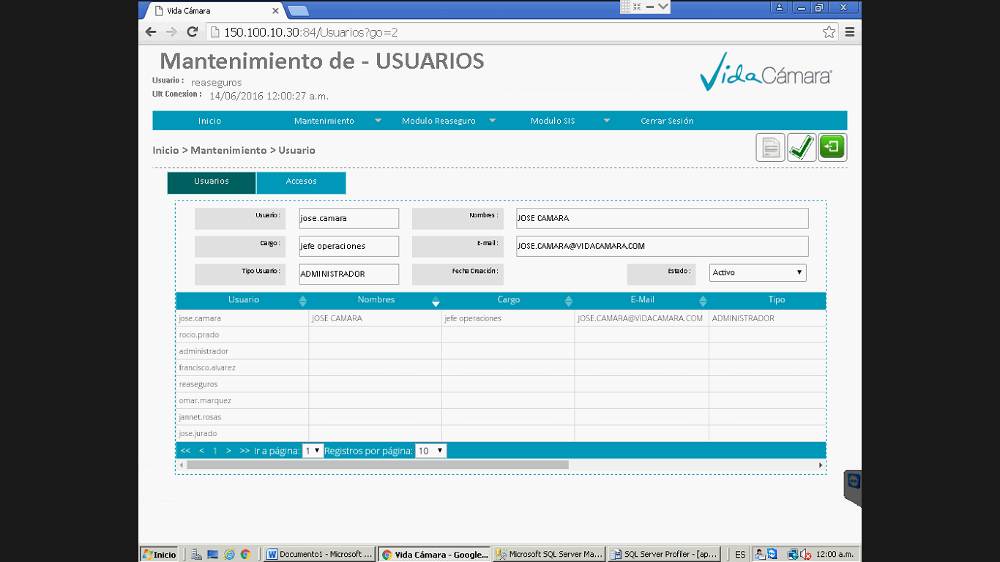 Vida Cámara
150.100.10.30:84/Usuarios?go=2
Mantenimiento de - USUARIOS
Usuario : reaseguros
Ult Conexion : 14/06/2016 12:00:27 a.m.
VidaCámara
Inicio Mantenimiento Modulo Reaseguro Modulo SIS Cerrar Sesión
Inicio > Mantenimiento > Usuario
Usuarios Accesos
Usuario : jose.camara Nombres : JOSE CAMARA
Cargo : jefe operaciones E-mail : JOSE.CAMARA@VIDACAMARA.COM
Tipo Usuario : ADMINISTRADOR Fecha Creación : Estado : Activo
Usuario Nombres Cargo E-Mail Tipo
jose.camara JOSE CAMARA jefe operaciones JOSE.CAMARA@VIDACAMARA.COM ADMINISTRADOR
rocio.prado
administrador
francisco.alvarez
reaseguros
omar.marquez
jannet.rosas
jose.jurado
<< < 1 > >> Ir a página: 1 Registros por página: 10
Inicio Documento1 - Microsoft ... Vida Cámara - Google... Microsoft SQL Server Ma... SQL Server Profiler - [ap... ES 12:00 a.m.